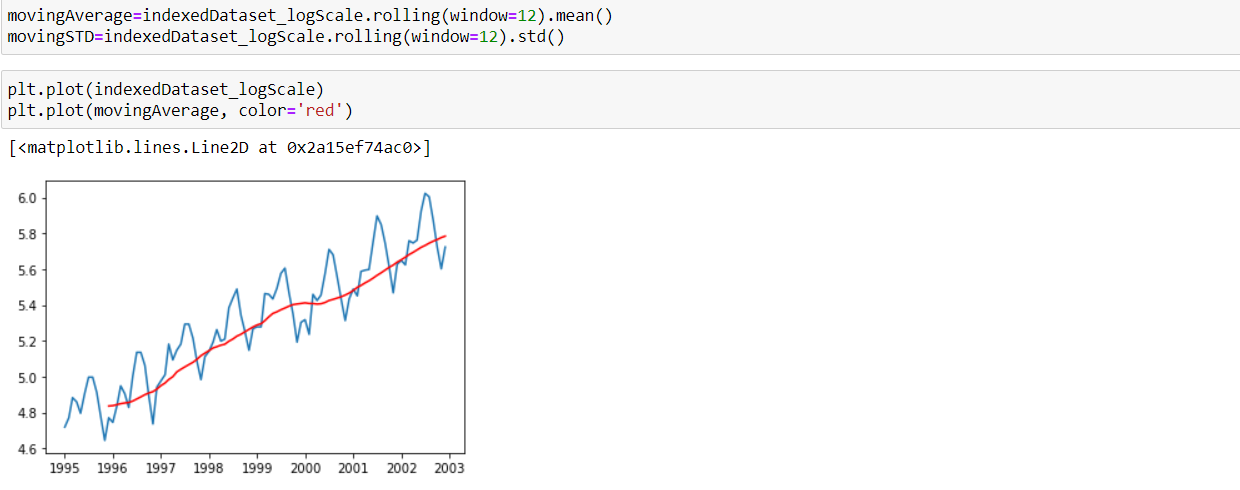 movingAverage=indexedDataset_logScale.rolling(window=12).mean()
movingSTD=indexedDataset_logScale.rolling(window=12).std()
plt.plot(indexedDataset_logScale)
plt.plot(movingAverage, color='red')
[<matplotlib.lines.Line2D at 0x2a15ef74ac0>]
6.0
5.8
5.6
5.4
5.2
5.0
4.8
4.6
1995 1996 1997 1998 1999 2000 2001 2002 2003